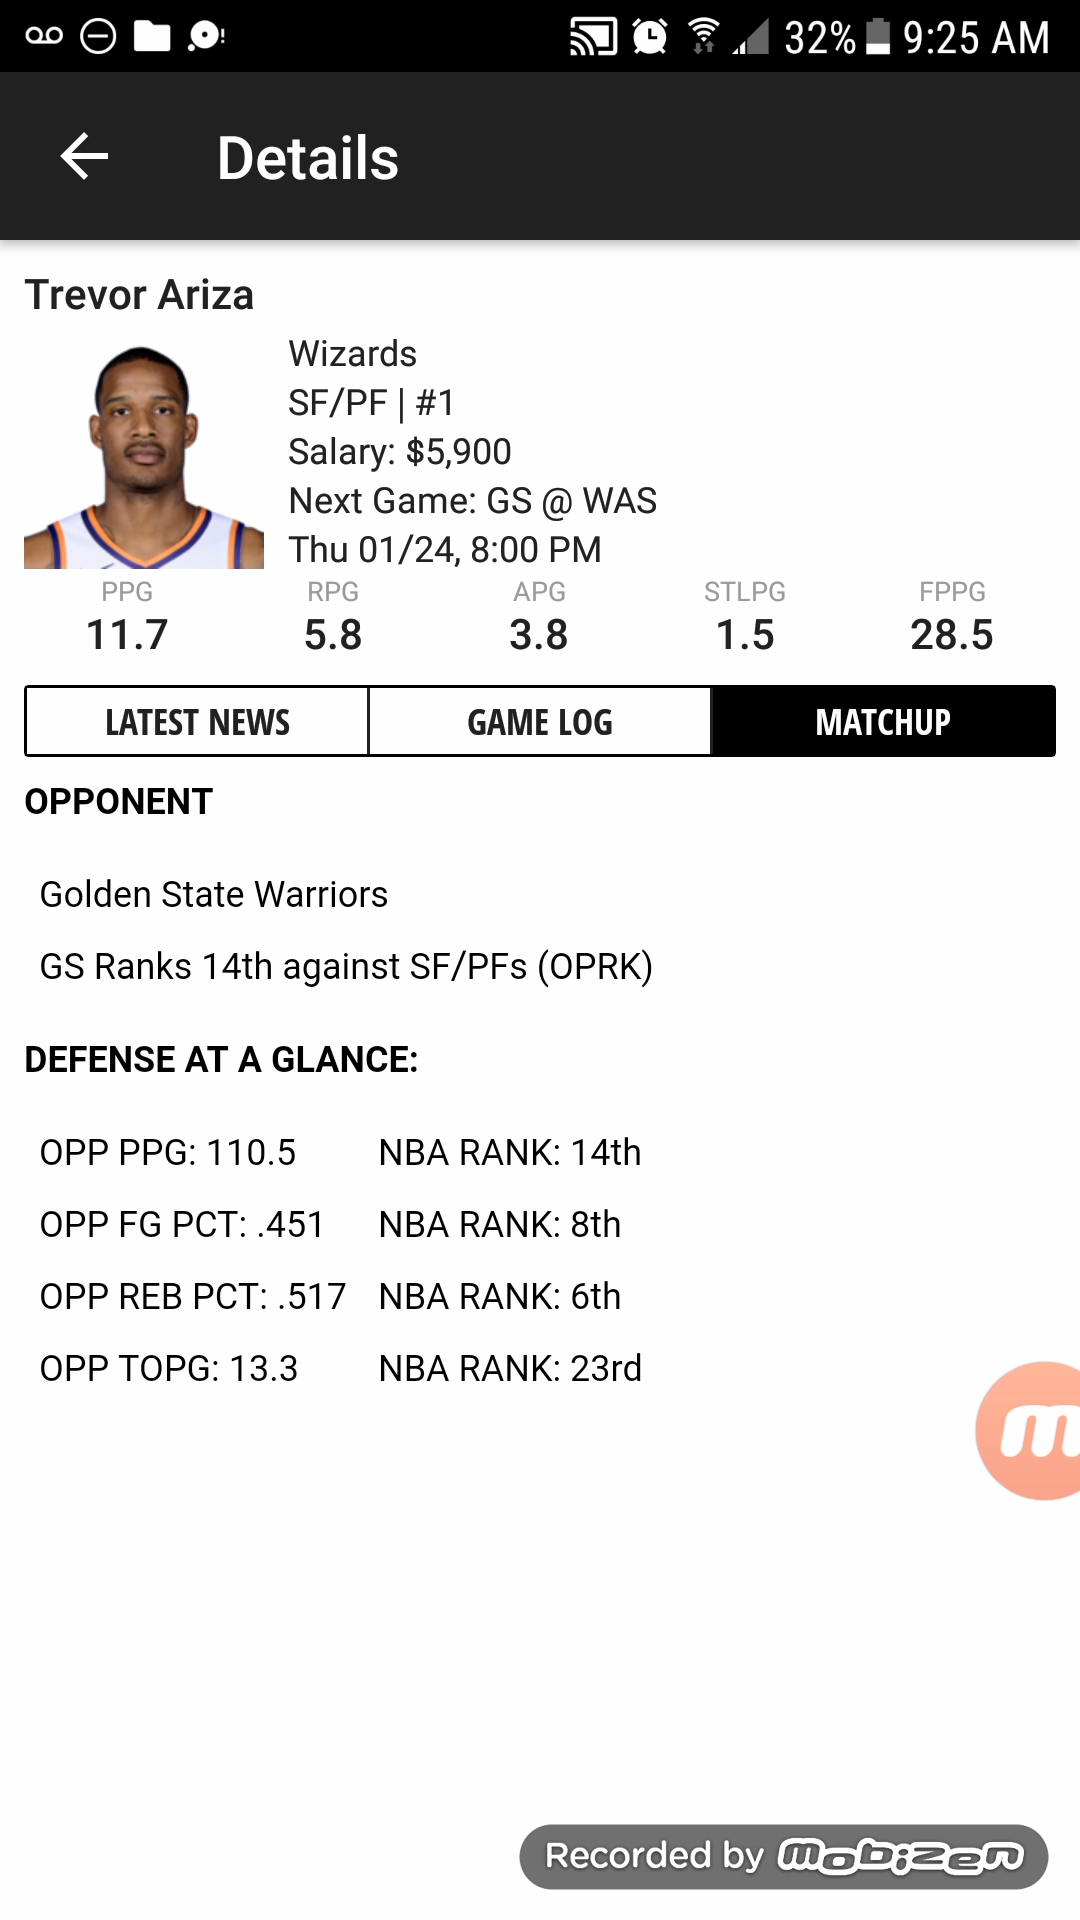 32% 9:25 AM
Details
Trevor Ariza
Wizards
SF/PF | #1
Salary: $5,900
Next Game: GS @ WAS
Thu 01/24, 8:00 PM
PPG RPG APG STLPG FPPG
11.7 5.8 3.8 1.5 28.5
LATEST NEWS GAME LOG MATCHUP
OPPONENT
Golden State Warriors
GS Ranks 14th against SF/PFs (OPRK)
DEFENSE AT A GLANCE:
OPP PPG: 110.5 NBA RANK: 14th
OPP FG PCT: .451 NBA RANK: 8th
OPP REB PCT: .517 NBA RANK: 6th
OPP TOPG: 13.3 NBA RANK: 23rd
m
Recorded by mobizen